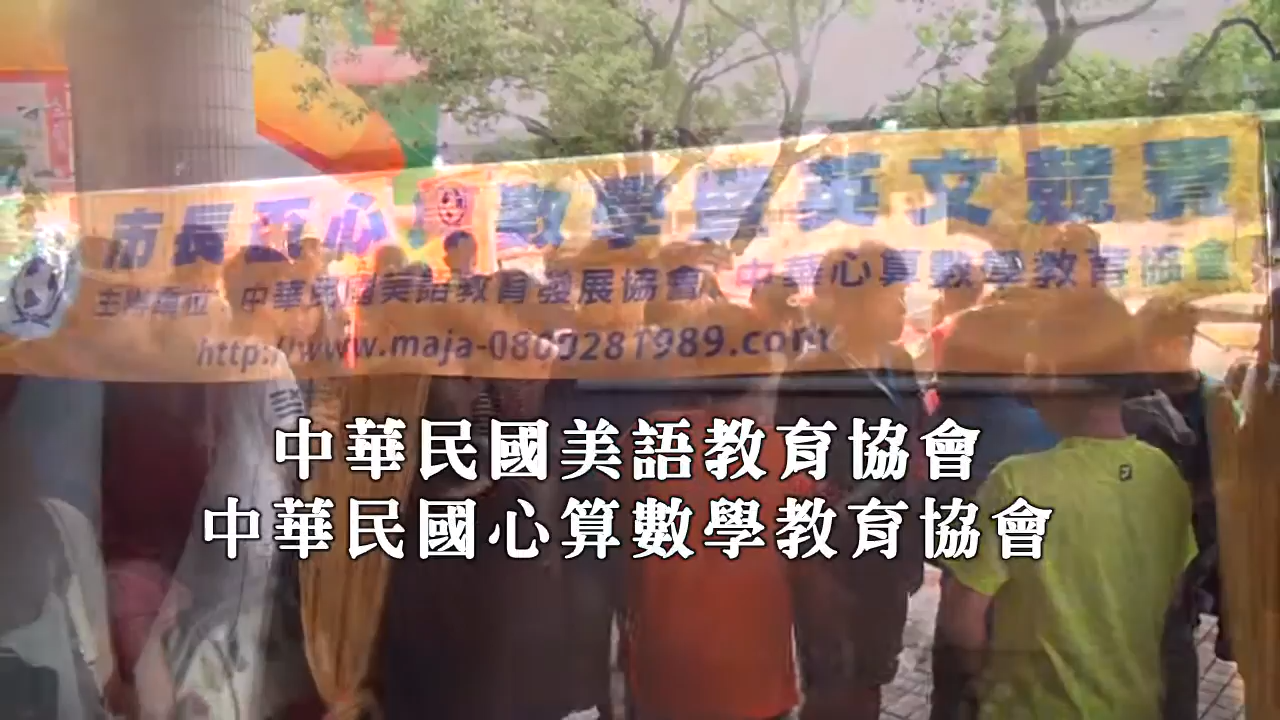 市長盃心 數學暨英文競賽
主辦單位：中華民國美語教育發展協會、中華心算數學教育協會
http://www.maja-0800281989.com
中華民國美語教育協會
中華民國心算數學教育協會